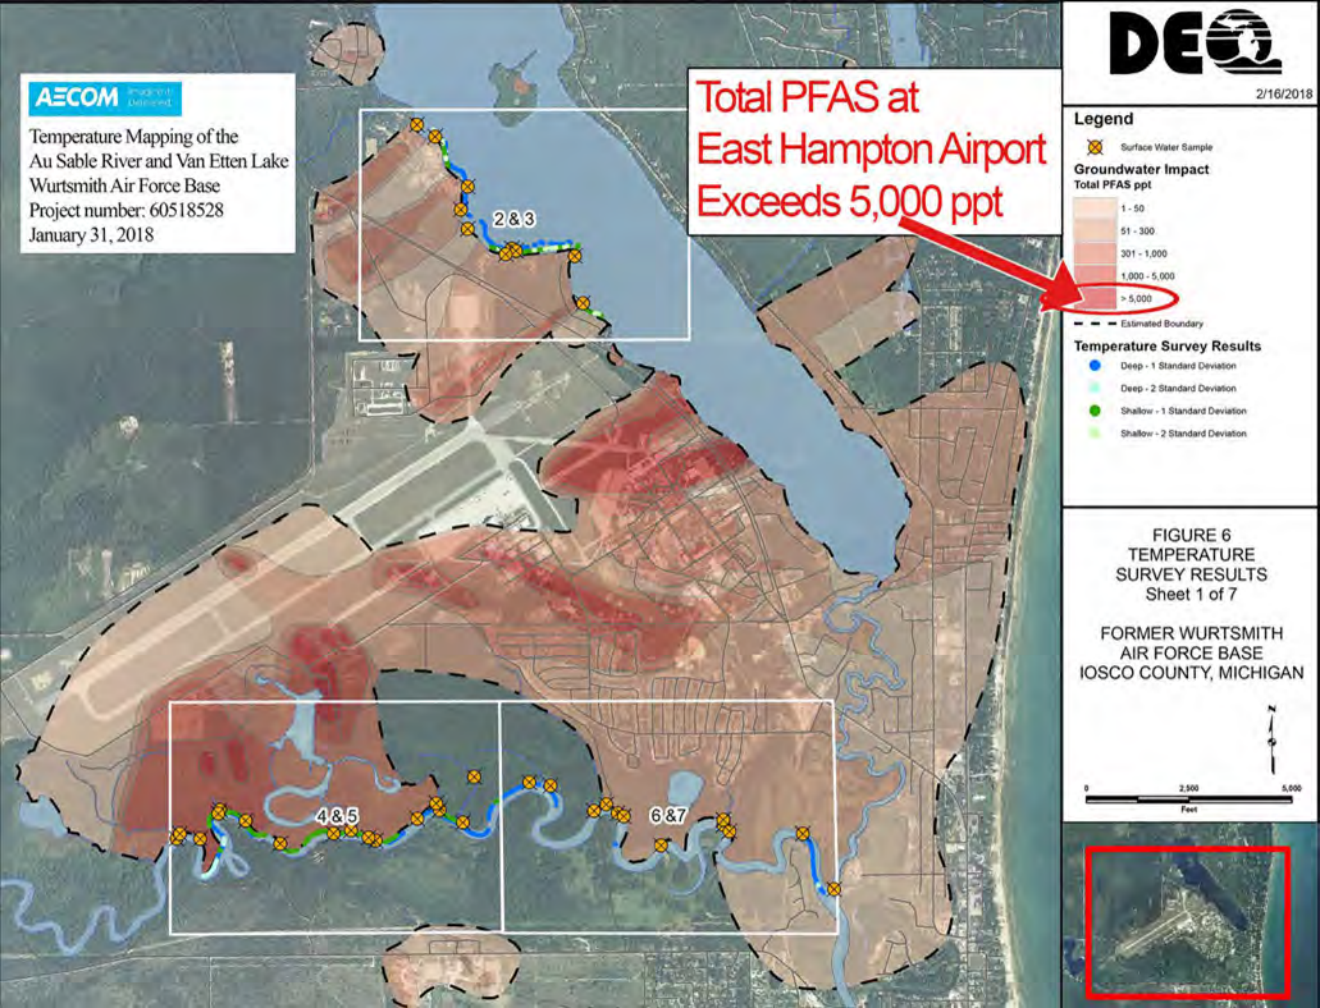 AECOM
Temperature Mapping of the
Au Sable River and Van Etten Lake
Wurtsmith Air Force Base
Project number: 60518528
January 31, 2018
Total PFAS at
East Hampton Airport
Exceeds 5,000 ppt
2 & 3
4 & 5
6 &7
DEQ
2/16/2018
Legend
Surface Water Sample
Groundwater Impact
Total PFAS ppt
1 - 50
51 - 300
301 - 1,000
1,000 - 5,000
> 5,000
Estimated Boundary
Temperature Survey Results
Deep - 1 Standard Deviation
Deep - 2 Standard Deviation
Shallow - 1 Standard Deviation
Shallow - 2 Standard Deviation
FIGURE 6
TEMPERATURE
SURVEY RESULTS
Sheet 1 of 7
FORMER WURTSMITH
AIR FORCE BASE
IOSCO COUNTY, MICHIGAN
N
0 2,500 5,000
Feet